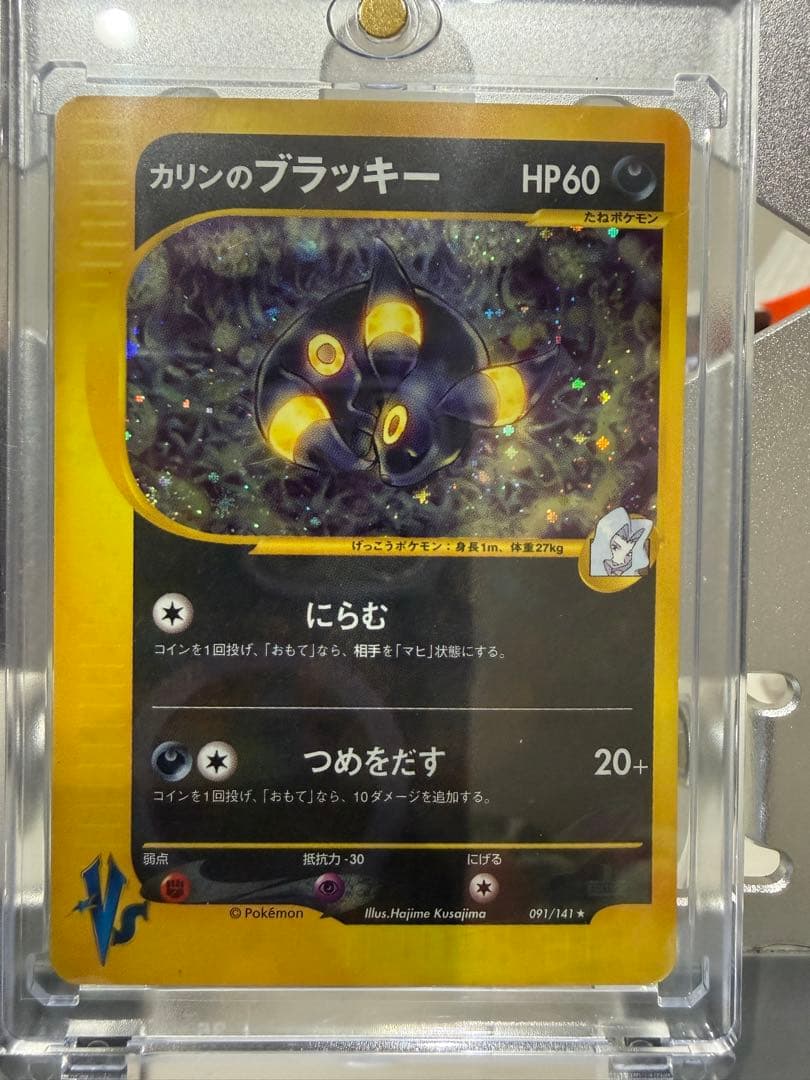 カリンのブラッキー HP60
たねポケモン
げっこうポケモン：身長1m、体重27kg
にらむ
コインを1回投げ、「おもて」なら、相手を「マヒ」状態にする。
つめをだす 20+
コインを1回投げ、「おもて」なら、10ダメージを追加する。
弱点 抵抗力-30 にげる
VS
© Pokémon Illus.Hajime Kusajima 091/141★